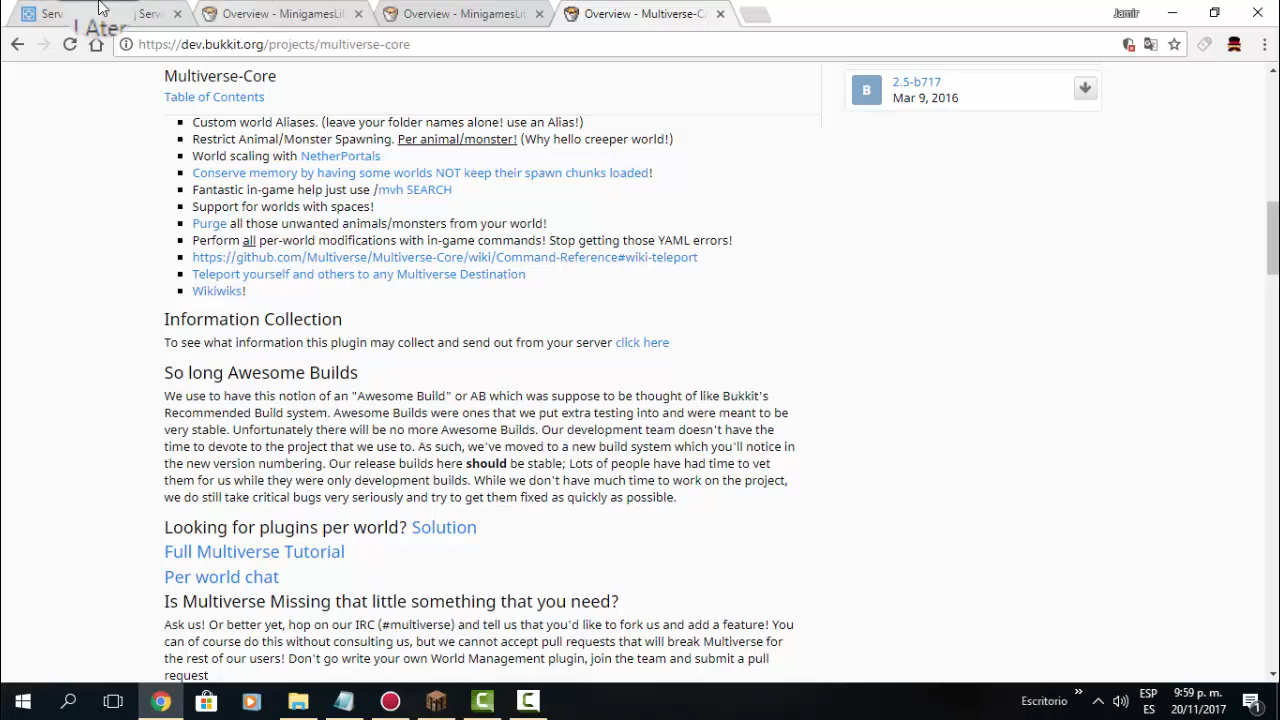 Serv
Serve
Overview - MinigamesLi
Overview - MinigamesLi
Overview - Multiverse-Co
Jamir
https://dev.bukkit.org/projects/multiverse-core
Multiverse-Core
Table of Contents
B
2.5-b717
Mar 9, 2016
Custom world Aliases. (leave your folder names alone! use an Alias!)
Restrict Animal/Monster Spawning. Per animal/monster! (Why hello creeper world!)
World scaling with NetherPortals
Conserve memory by having some worlds NOT keep their spawn chunks loaded!
Fantastic in-game help just use /mvh SEARCH
Support for worlds with spaces!
Purge all those unwanted animals/monsters from your world!
Perform all per-world modifications with in-game commands! Stop getting those YAML errors!
https://github.com/Multiverse/Multiverse-Core/wiki/Command-Reference#wiki-teleport
Teleport yourself and others to any Multiverse Destination
Wikiwiks!
Information Collection
To see what information this plugin may collect and send out from your server click here
So long Awesome Builds
We use to have this notion of an "Awesome Build" or AB which was suppose to be thought of like Bukkit's
Recommended Build system. Awesome Builds were ones that we put extra testing into and were meant to be
very stable. Unfortunately there will be no more Awesome Builds. Our development team doesn't have the
time to devote to the project that we use to. As such, we've moved to a new build system which you'll notice in
the new version numbering. Our release builds here should be stable; Lots of people have had time to vet
them for us while they were only development builds. While we don't have much time to work on the project,
we do still take critical bugs very seriously and try to get them fixed as quickly as possible.
Looking for plugins per world? Solution
Full Multiverse Tutorial
Per world chat
Is Multiverse Missing that little something that you need?
Ask us! Or better yet, hop on our IRC (#multiverse) and tell us that you'd like to fork us and add a feature! You
can of course do this without consulting us, but we cannot accept pull requests that will break Multiverse for
the rest of our users! Don't go write your own World Management plugin, join the team and submit a pull
request
Escritorio
ESP
ES
9:59 p. m.
20/11/2017
1